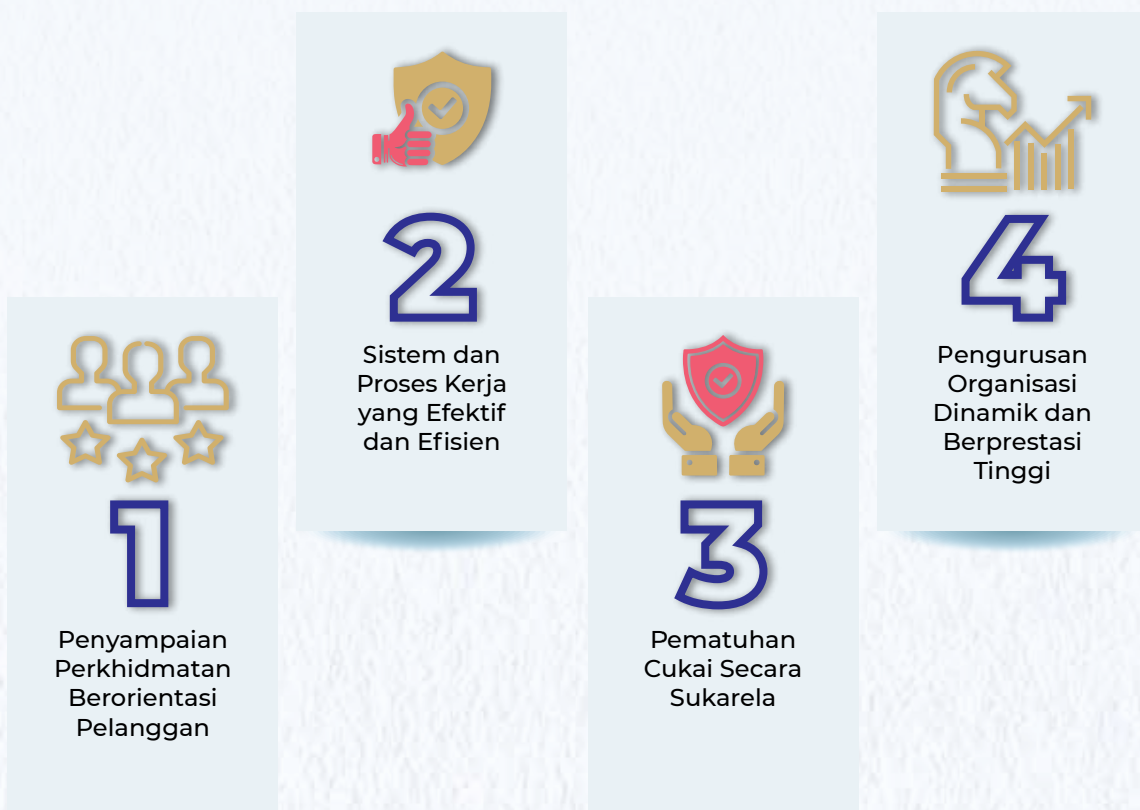 1
Penyampaian
Perkhidmatan
Berorientasi
Pelanggan
2
Sistem dan
Proses Kerja
yang Efektif
dan Efisien
3
Pematuhan
Cukai Secara
Sukarela
4
Pengurusan
Organisasi
Dinamik dan
Berprestasi
Tinggi